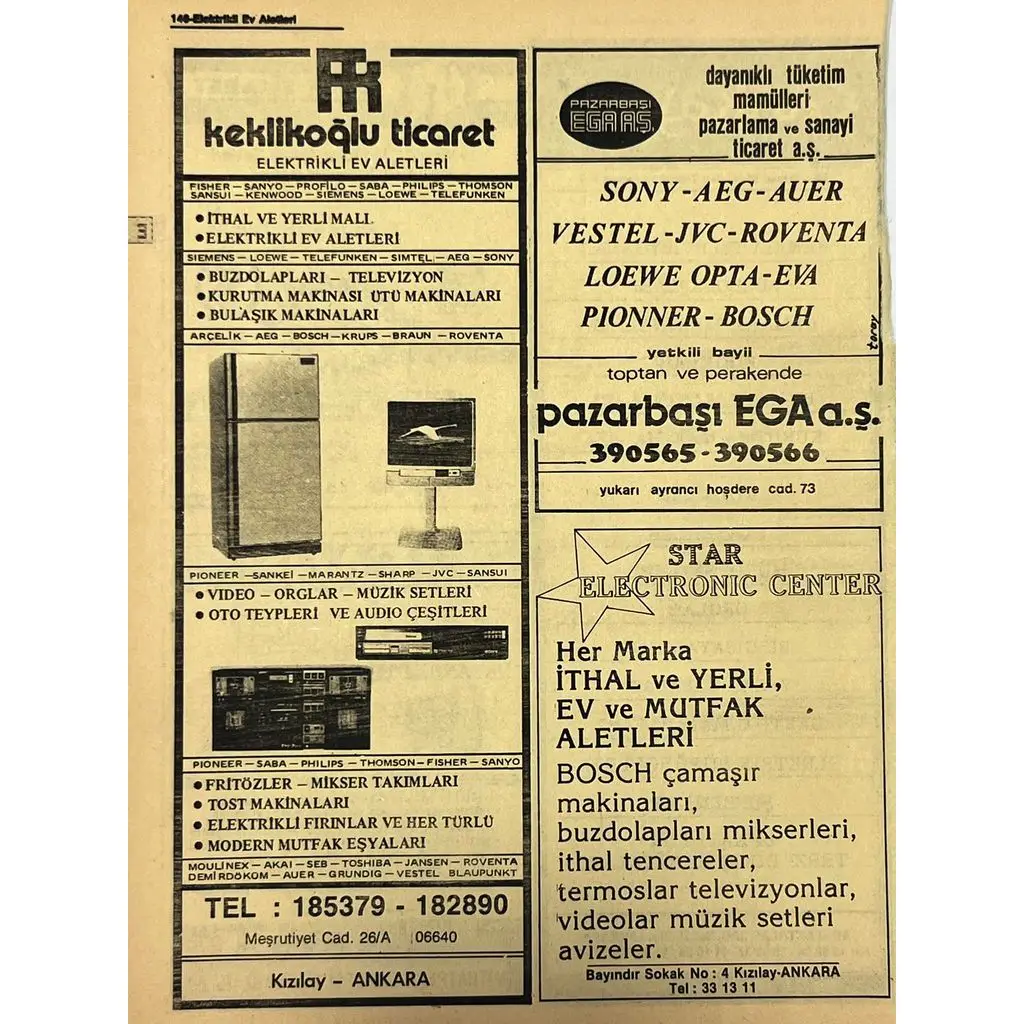 146-Elektrikli Ev Aletleri
keklikoğlu ticaret
ELEKTRİKLİ EV ALETLERİ
FISHER — SANYO — PROFİLO — SABA — PHILIPS — THOMSON
SANSUI — KENWOOD — SIEMENS — LOEWE — TELEFUNKEN
● İTHAL VE YERLİ MALI.
● ELEKTRİKLİ EV ALETLERİ
SIEMENS — LOEWE — TELEFUNKEN — SIMTEL — AEG — SONY
● BUZDOLAPLARI — TELEVİZYON
● KURUTMA MAKİNASI ÜTÜ MAKİNALARI
● BULAŞIK MAKİNALARI
ARÇELİK — AEG — BOSCH — KRUPS — BRAUN — ROVENTA
PIONEER — SANKEI — MARANTZ — SHARP — JVC — SANSUI
● VIDEO — ORGLAR — MÜZİK SETLERİ
● OTO TEYPLERİ VE AUDIO ÇEŞİTLERİ
PIONEER — SABA — PHILIPS — THOMSON — FISHER — SANYO
● FRİTÖZLER — MİKSER TAKIMLARI
● TOST MAKİNALARI
● ELEKTRİKLİ FIRINLAR VE HER TÜRLÜ
● MODERN MUTFAK EŞYALARI
MOULINEX — AKAI — SEB — TOSHIBA — JANSEN — ROVENTA
DEMİRDÖKOM — AUER — GRUNDIG — VESTEL BLAUPUNKT
TEL : 185379 - 182890
Meşrutiyet Cad. 26/A 06640
Kızılay – ANKARA
PAZARBAŞI
EGA A.Ş.
dayanıklı tüketim
mamülleri
pazarlama ve sanayi
ticaret a.ş.
SONY - AEG - AUER
VESTEL - JVC - ROVENTA
LOEWE OPTA - EVA
PIONNER - BOSCH
toray
yetkili bayii
toptan ve perakende
pazarbaşı EGA a.ş.
390565 - 390566
yukarı ayrancı hoşdere cad. 73
STAR
ELECTRONIC CENTER
Her Marka
İTHAL ve YERLİ,
EV ve MUTFAK
ALETLERİ
BOSCH çamaşır
makinaları,
buzdolapları mikserleri,
ithal tencereler,
termoslar televizyonlar,
videolar müzik setleri
avizeler.
Bayındır Sokak No : 4 Kızılay-ANKARA
Tel : 33 13 11